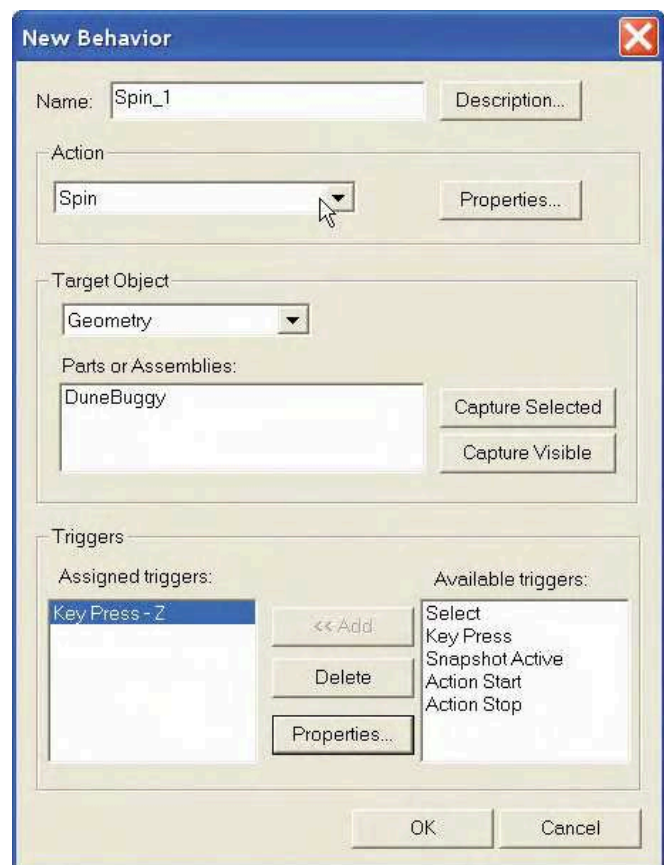 New Behavior
Name: Spin_1 Description...
Action
Spin Properties...
Target Object
Geometry
Parts or Assemblies:
DuneBuggy
Capture Selected
Capture Visible
Triggers
Assigned triggers:
Key Press - Z
<< Add
Delete
Properties...
Available triggers:
Select
Key Press
Snapshot Active
Action Start
Action Stop
OK Cancel